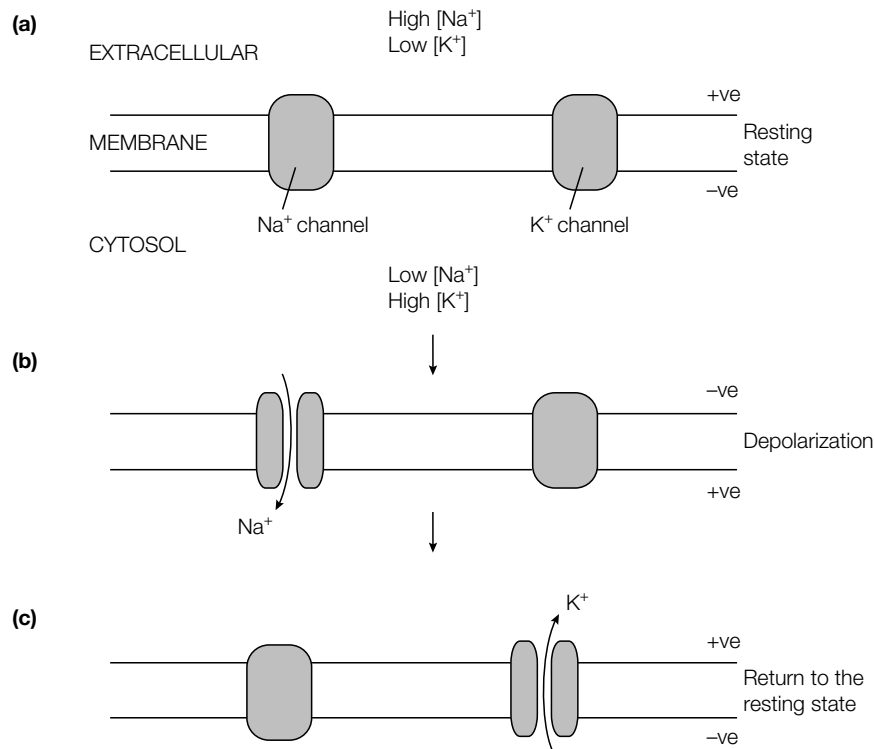 (a)
High [Na⁺]
Low [K⁺]
EXTRACELLULAR
+ve
MEMBRANE
Resting
state
–ve
Na⁺ channel
K⁺ channel
CYTOSOL
Low [Na⁺]
High [K⁺]
(b)
–ve
Depolarization
+ve
Na⁺
(c)
K⁺
+ve
Return to the
resting state
–ve